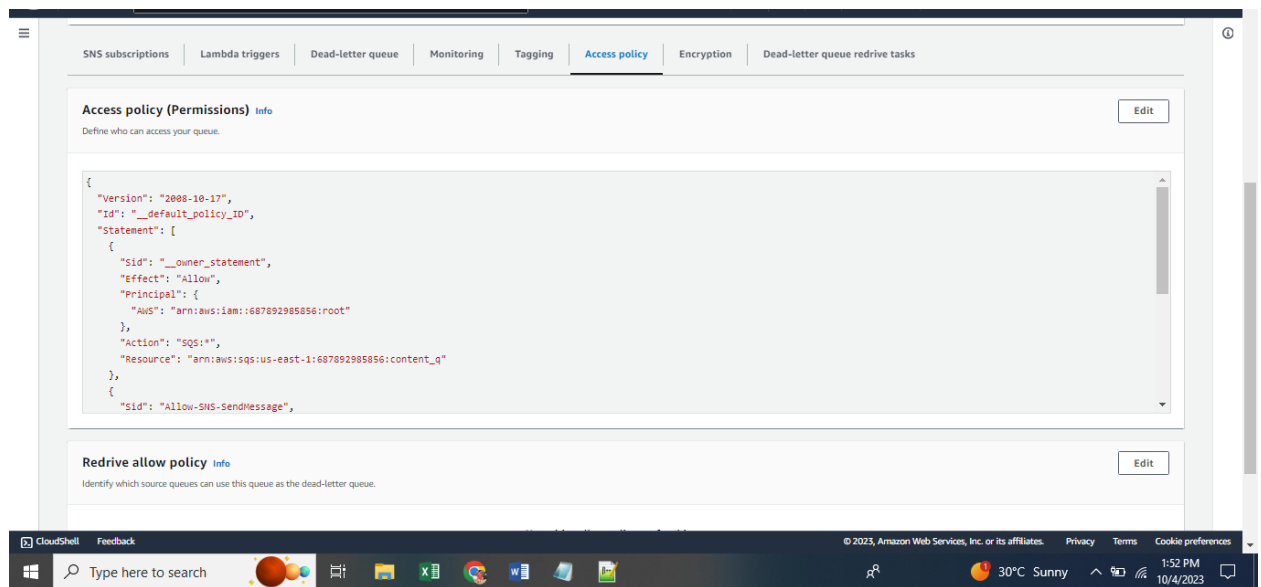 SNS subscriptions
Lambda triggers
Dead-letter queue
Monitoring
Tagging
Access policy
Encryption
Dead-letter queue redrive tasks
Access policy (Permissions) Info
Edit
Define who can access your queue.
{
"Version": "2008-10-17",
"Id": "__default_policy_ID",
"Statement": [
{
"Sid": "__owner_statement",
"Effect": "Allow",
"Principal": {
"AWS": "arn:aws:iam::687892985856:root"
},
"Action": "SQS:*",
"Resource": "arn:aws:sqs:us-east-1:687892985856:content_q"
},
{
"Sid": "Allow-SNS-SendMessage",
Redrive allow policy Info
Edit
Identify which source queues can use this queue as the dead-letter queue.
CloudShell
Feedback
© 2023, Amazon Web Services, Inc. or its affiliates.
Privacy
Terms
Cookie preferences
Type here to search
30°C Sunny
1:52 PM
10/4/2023